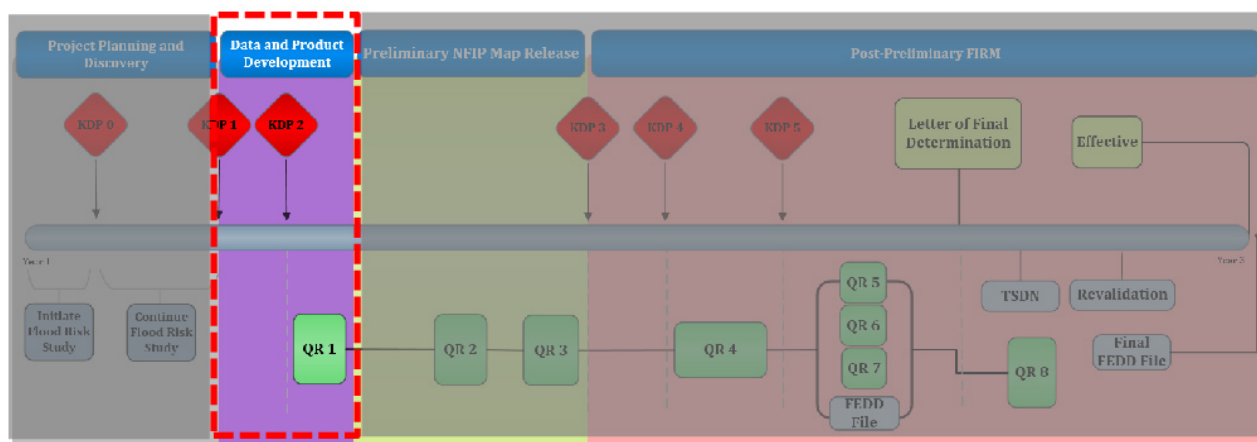 Project Planning and
Discovery
Data and Product
Development
Preliminary NFIP Map Release
Post-Preliminary FIRM
KDP 0
KDP 1
KDP 2
KDP 3
KDP 4
KDP 5
Letter of Final
Determination
Effective
Year 1
Year 3
Initiate
Flood Risk
Study
Continue
Flood Risk
Study
QR 1
QR 2
QR 3
QR 4
QR 5
QR 6
QR 7
FEDD
File
TSDN
Revalidation
QR 8
Final
FEDD File